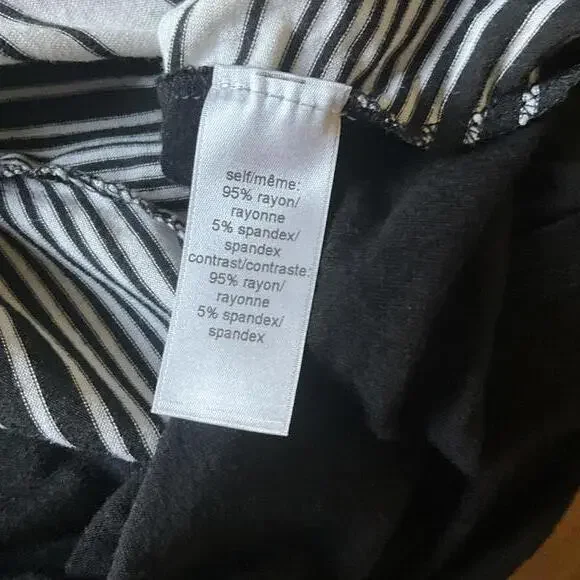 self/même:
95% rayon/
rayonne
5% spandex/
spandex
contrast/contraste:
95% rayon/
rayonne
5% spandex/
spandex